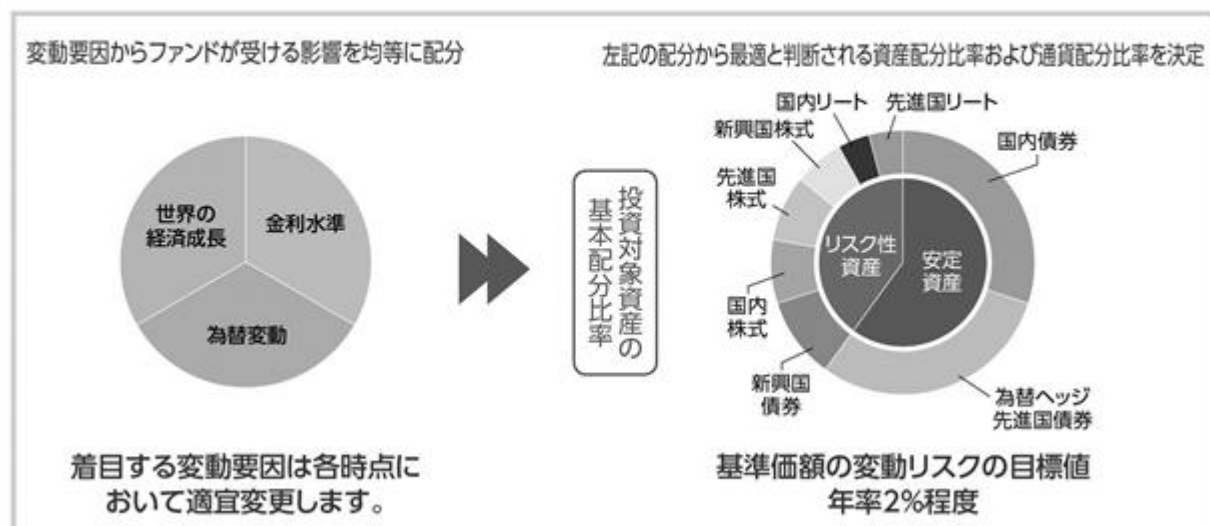 変動要因からファンドが受ける影響を均等に配分
世界の
経済成長
金利水準
為替変動
着目する変動要因は各時点に
おいて適宜変更します。
投資対象資産の
基本配分比率
左記の配分から最適と判断される資産配分比率および通貨配分比率を決定
国内リート
先進国リート
新興国株式
国内債券
先進国
株式
リスク性
資産
安定
資産
国内
株式
新興国
債券
為替ヘッジ
先進国債券
基準価額の変動リスクの目標値
年率2%程度